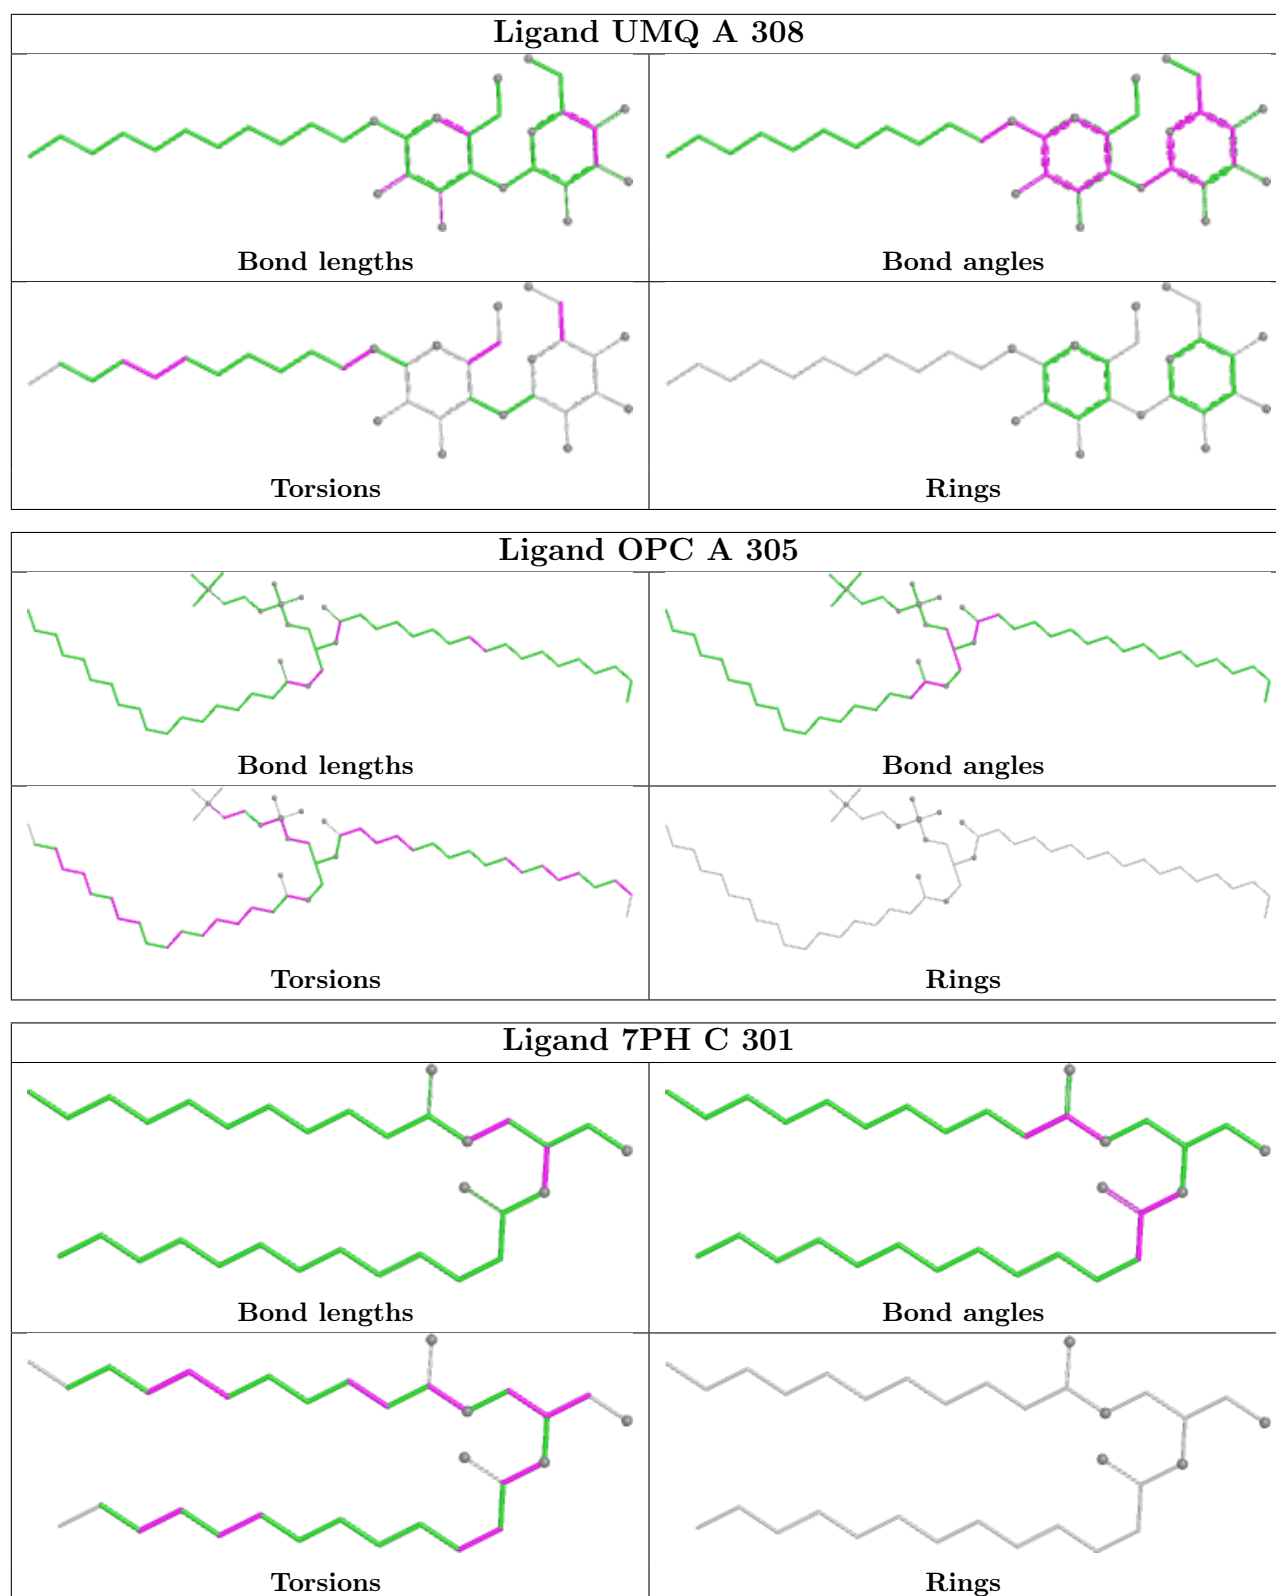 Ligand UMQ A 308
Bond lengths
Bond angles
Torsions
Rings
Ligand OPC A 305
Bond lengths
Bond angles
Torsions
Rings
Ligand 7PH C 301
Bond lengths
Bond angles
Torsions
Rings